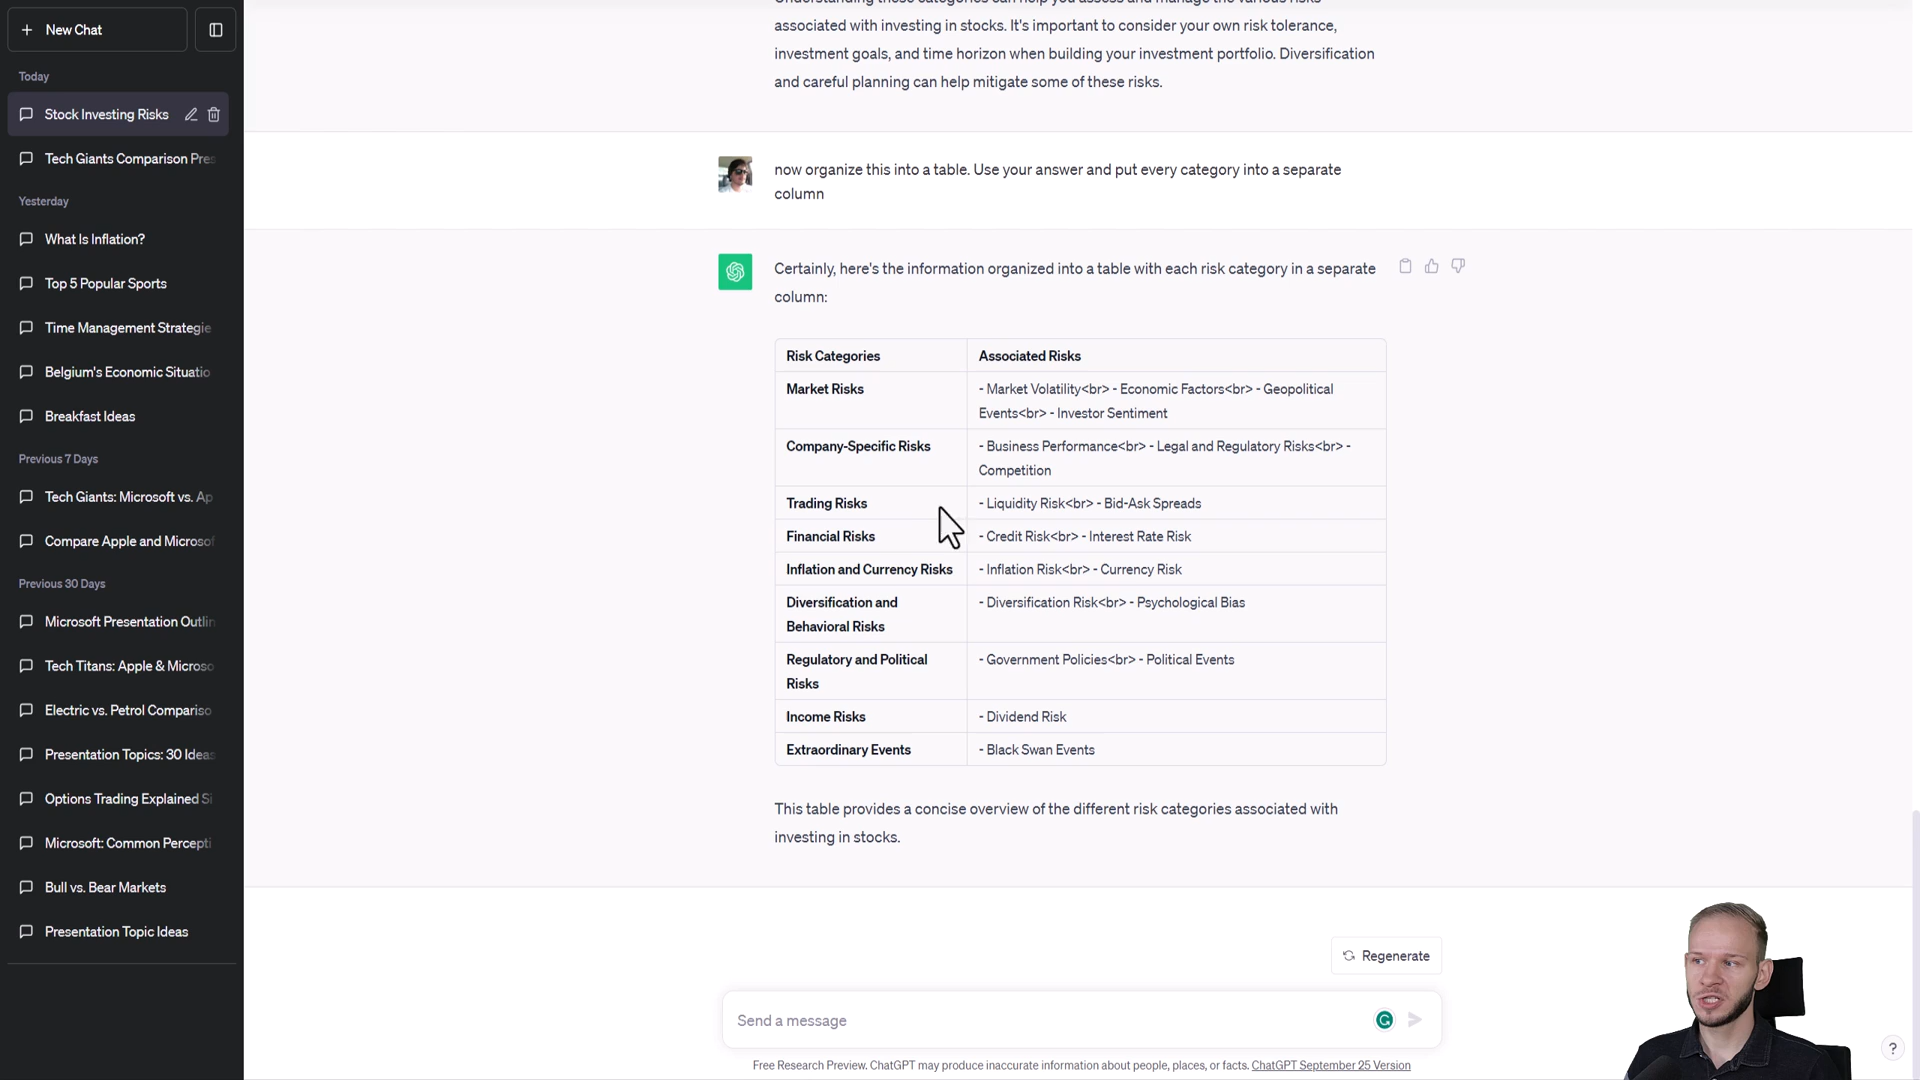 New Chat
Today
Stock Investing Risks
Tech Giants Comparison Pres
Yesterday
What Is Inflation?
Top 5 Popular Sports
Time Management Strategie
Belgium's Economic Situatio
Breakfast Ideas
Previous 7 Days
Tech Giants: Microsoft vs. Ap
Compare Apple and Microsof
Previous 30 Days
Microsoft Presentation Outlin
Tech Titans: Apple & Microso
Electric vs. Petrol Compariso
Presentation Topics: 30 Ideas
Options Trading Explained Si
Microsoft: Common Percepti
Bull vs. Bear Markets
Presentation Topic Ideas
Understanding these categories can help you assess and manage the various risks
associated with investing in stocks. It's important to consider your own risk tolerance,
investment goals, and time horizon when building your investment portfolio. Diversification
and careful planning can help mitigate some of these risks.
now organize this into a table. Use your answer and put every category into a separate
column
Certainly, here's the information organized into a table with each risk category in a separate
column:
Risk Categories Associated Risks
Market Risks - Market Volatility<br> - Economic Factors<br> - Geopolitical
Events<br> - Investor Sentiment
Company-Specific Risks - Business Performance<br> - Legal and Regulatory Risks<br> -
Competition
Trading Risks - Liquidity Risk<br> - Bid-Ask Spreads
Financial Risks - Credit Risk<br> - Interest Rate Risk
Inflation and Currency Risks - Inflation Risk<br> - Currency Risk
Diversification and - Diversification Risk<br> - Psychological Bias
Behavioral Risks
Regulatory and Political - Government Policies<br> - Political Events
Risks
Income Risks - Dividend Risk
Extraordinary Events - Black Swan Events
This table provides a concise overview of the different risk categories associated with
investing in stocks.
Regenerate
Send a message
Free Research Preview. ChatGPT may produce inaccurate information about people, places, or facts. ChatGPT September 25 Version
?